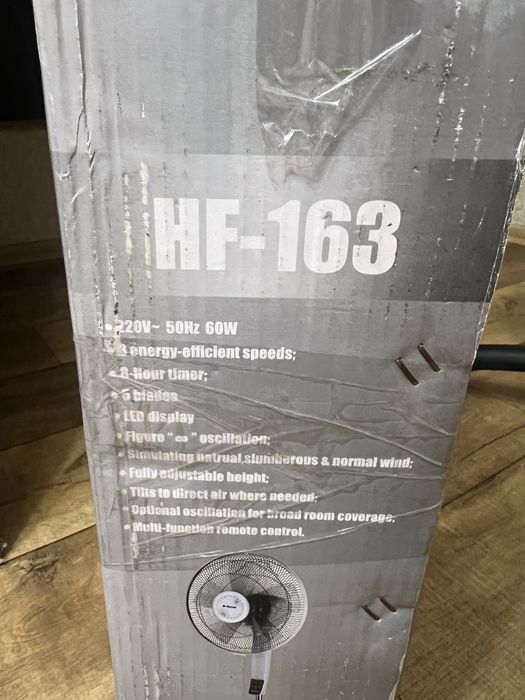 HF-163
• 220V~ 50Hz 60W
• 3 energy-efficient speeds;
• 8-Hour timer;
• 5 blades
• LED display
• Figure "∞" oscillation;
• Simulating natrual,slumberous & normal wind;
• Fully adjustable height;
• Tilts to direct air where needed;
• Optional oscillation for broad room coverage,
• Multi-function remote control.